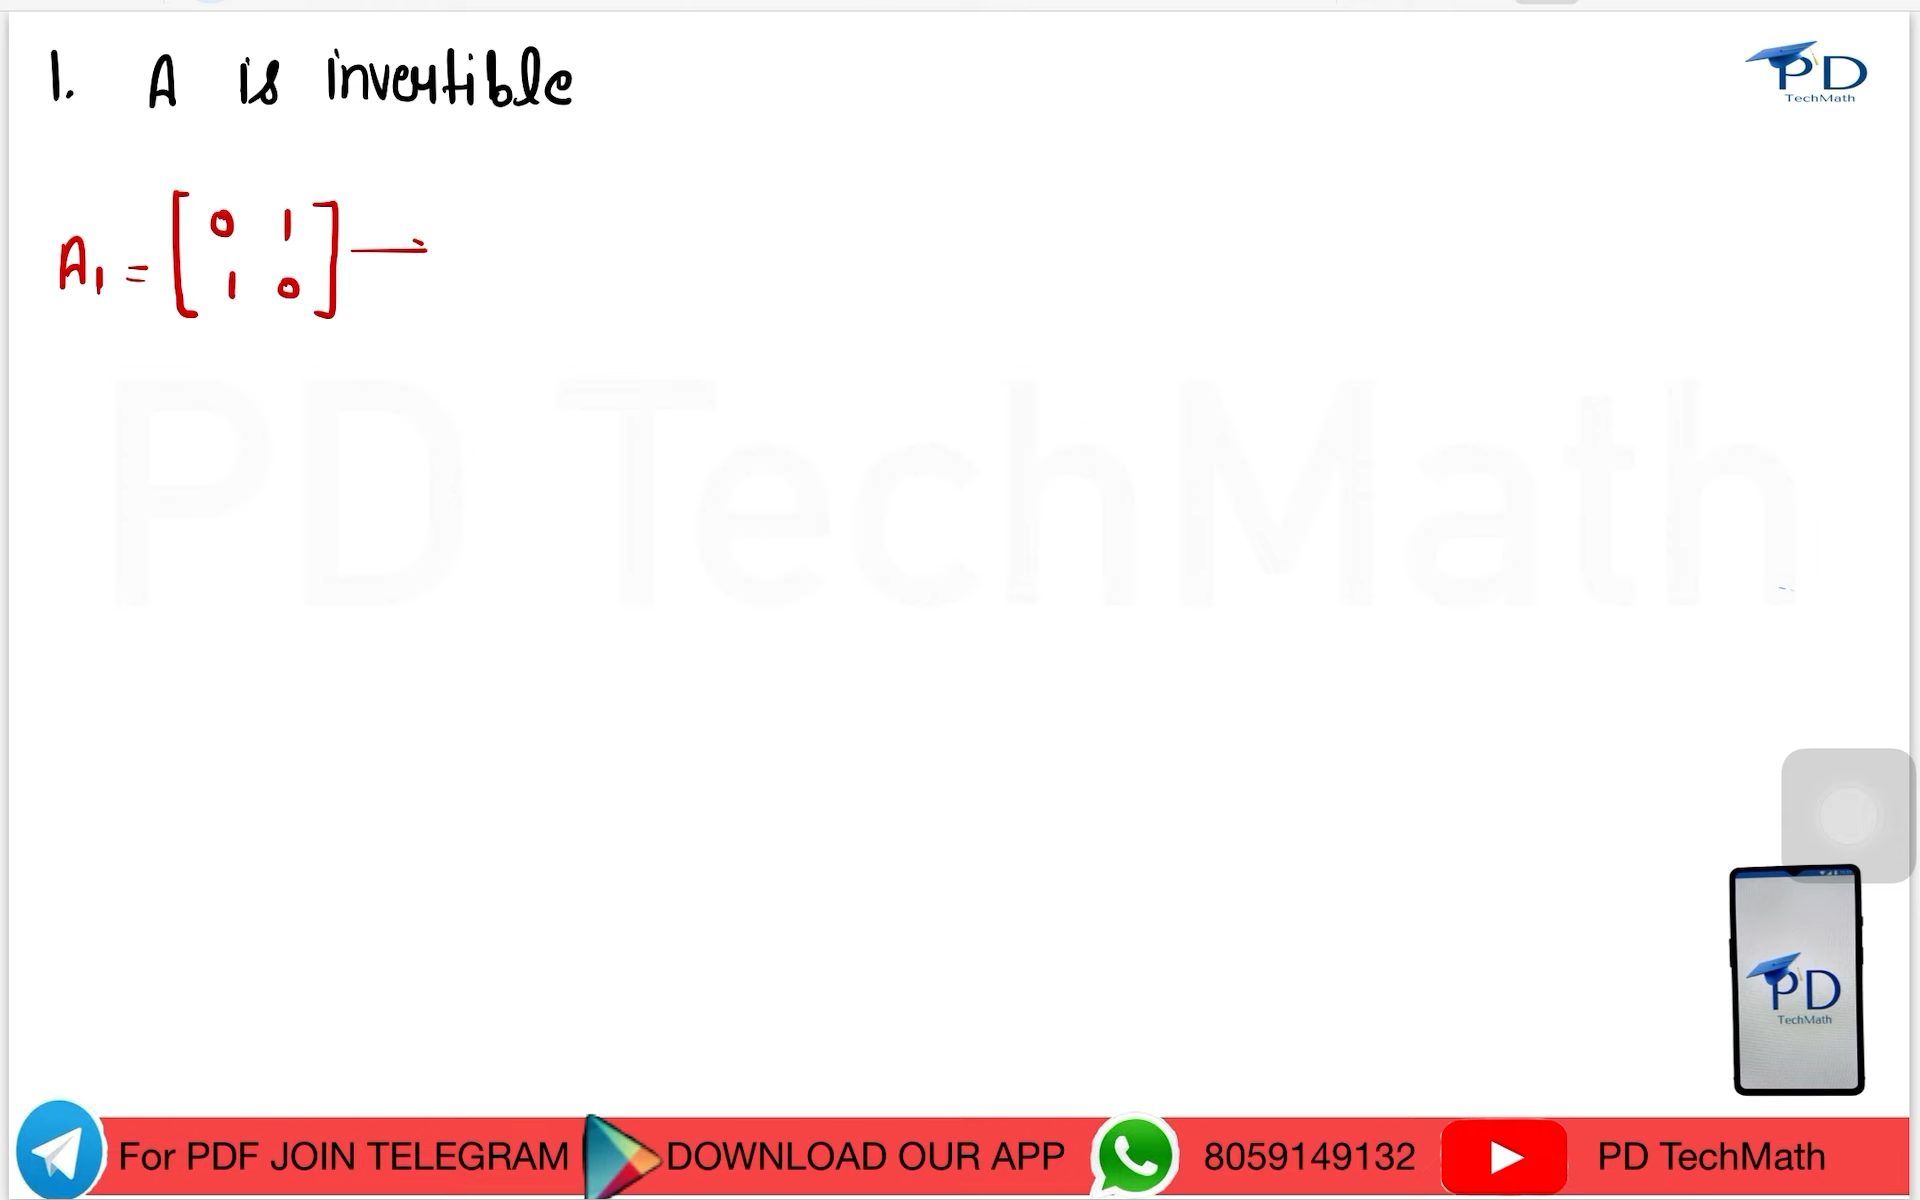 1. A is invertible
PD
TechMath
A₁ = [ 0 1
1 0 ] →
PD TechMath
PD
TechMath
For PDF JOIN TELEGRAM DOWNLOAD OUR APP 8059149132 PD TechMath